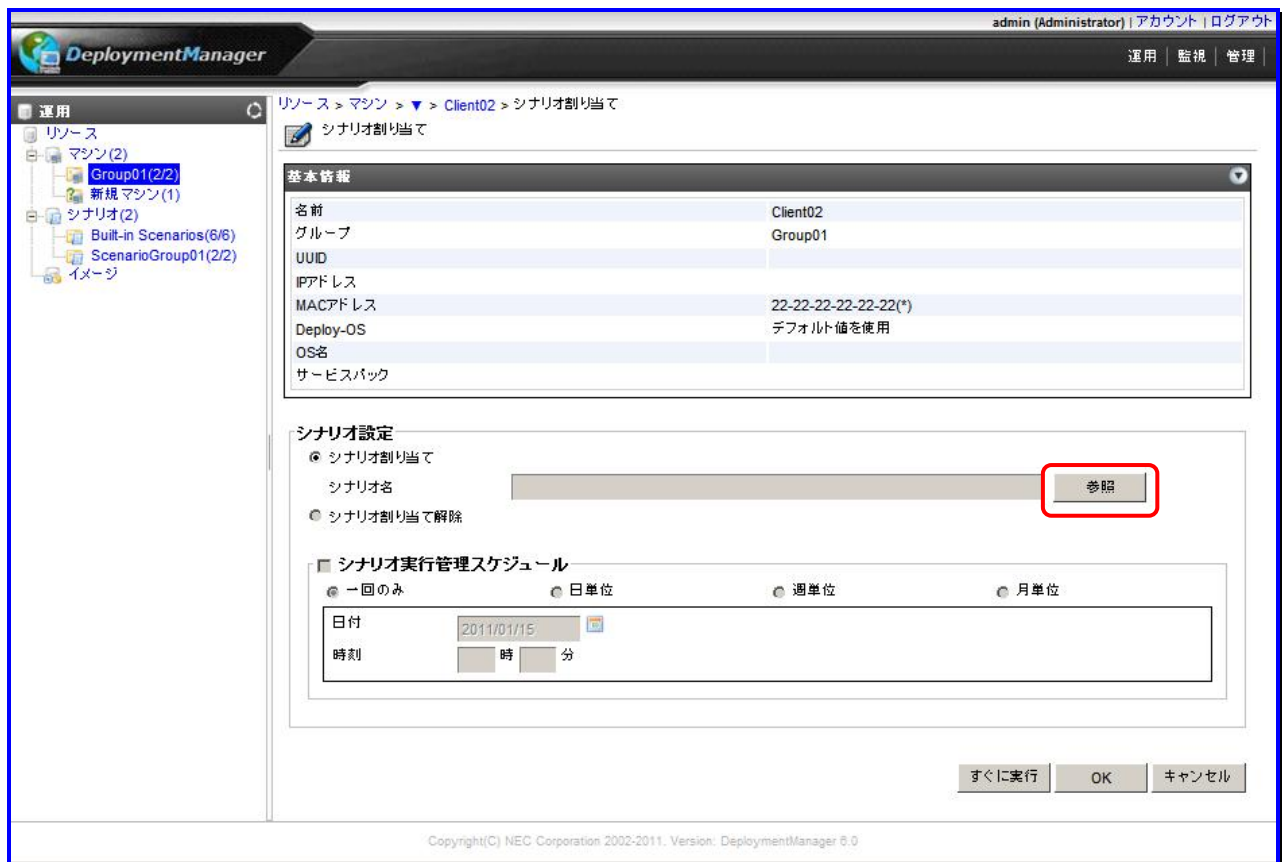 admin (Administrator) | アカウント | ログアウト
DeploymentManager
運用 | 監視 | 管理 |
運用
リソース
マシン(2)
Group01(2/2)
新規マシン(1)
シナリオ(2)
Built-in Scenarios(6/6)
ScenarioGroup01(2/2)
イメージ
リソース > マシン > ▼ > Client02 > シナリオ割り当て
シナリオ割り当て
基本情報
名前 Client02
グループ Group01
UUID
IPアドレス
MACアドレス 22-22-22-22-22-22(*)
Deploy-OS デフォルト値を使用
OS名
サービスパック
シナリオ設定
シナリオ割り当て
シナリオ名 参照
シナリオ割り当て解除
シナリオ実行管理スケジュール
一回のみ 日単位 週単位 月単位
日付 2011/01/15
時刻 時 分
すぐに実行 OK キャンセル
Copyright(C) NEC Corporation 2002-2011. Version: DeploymentManager 6.0